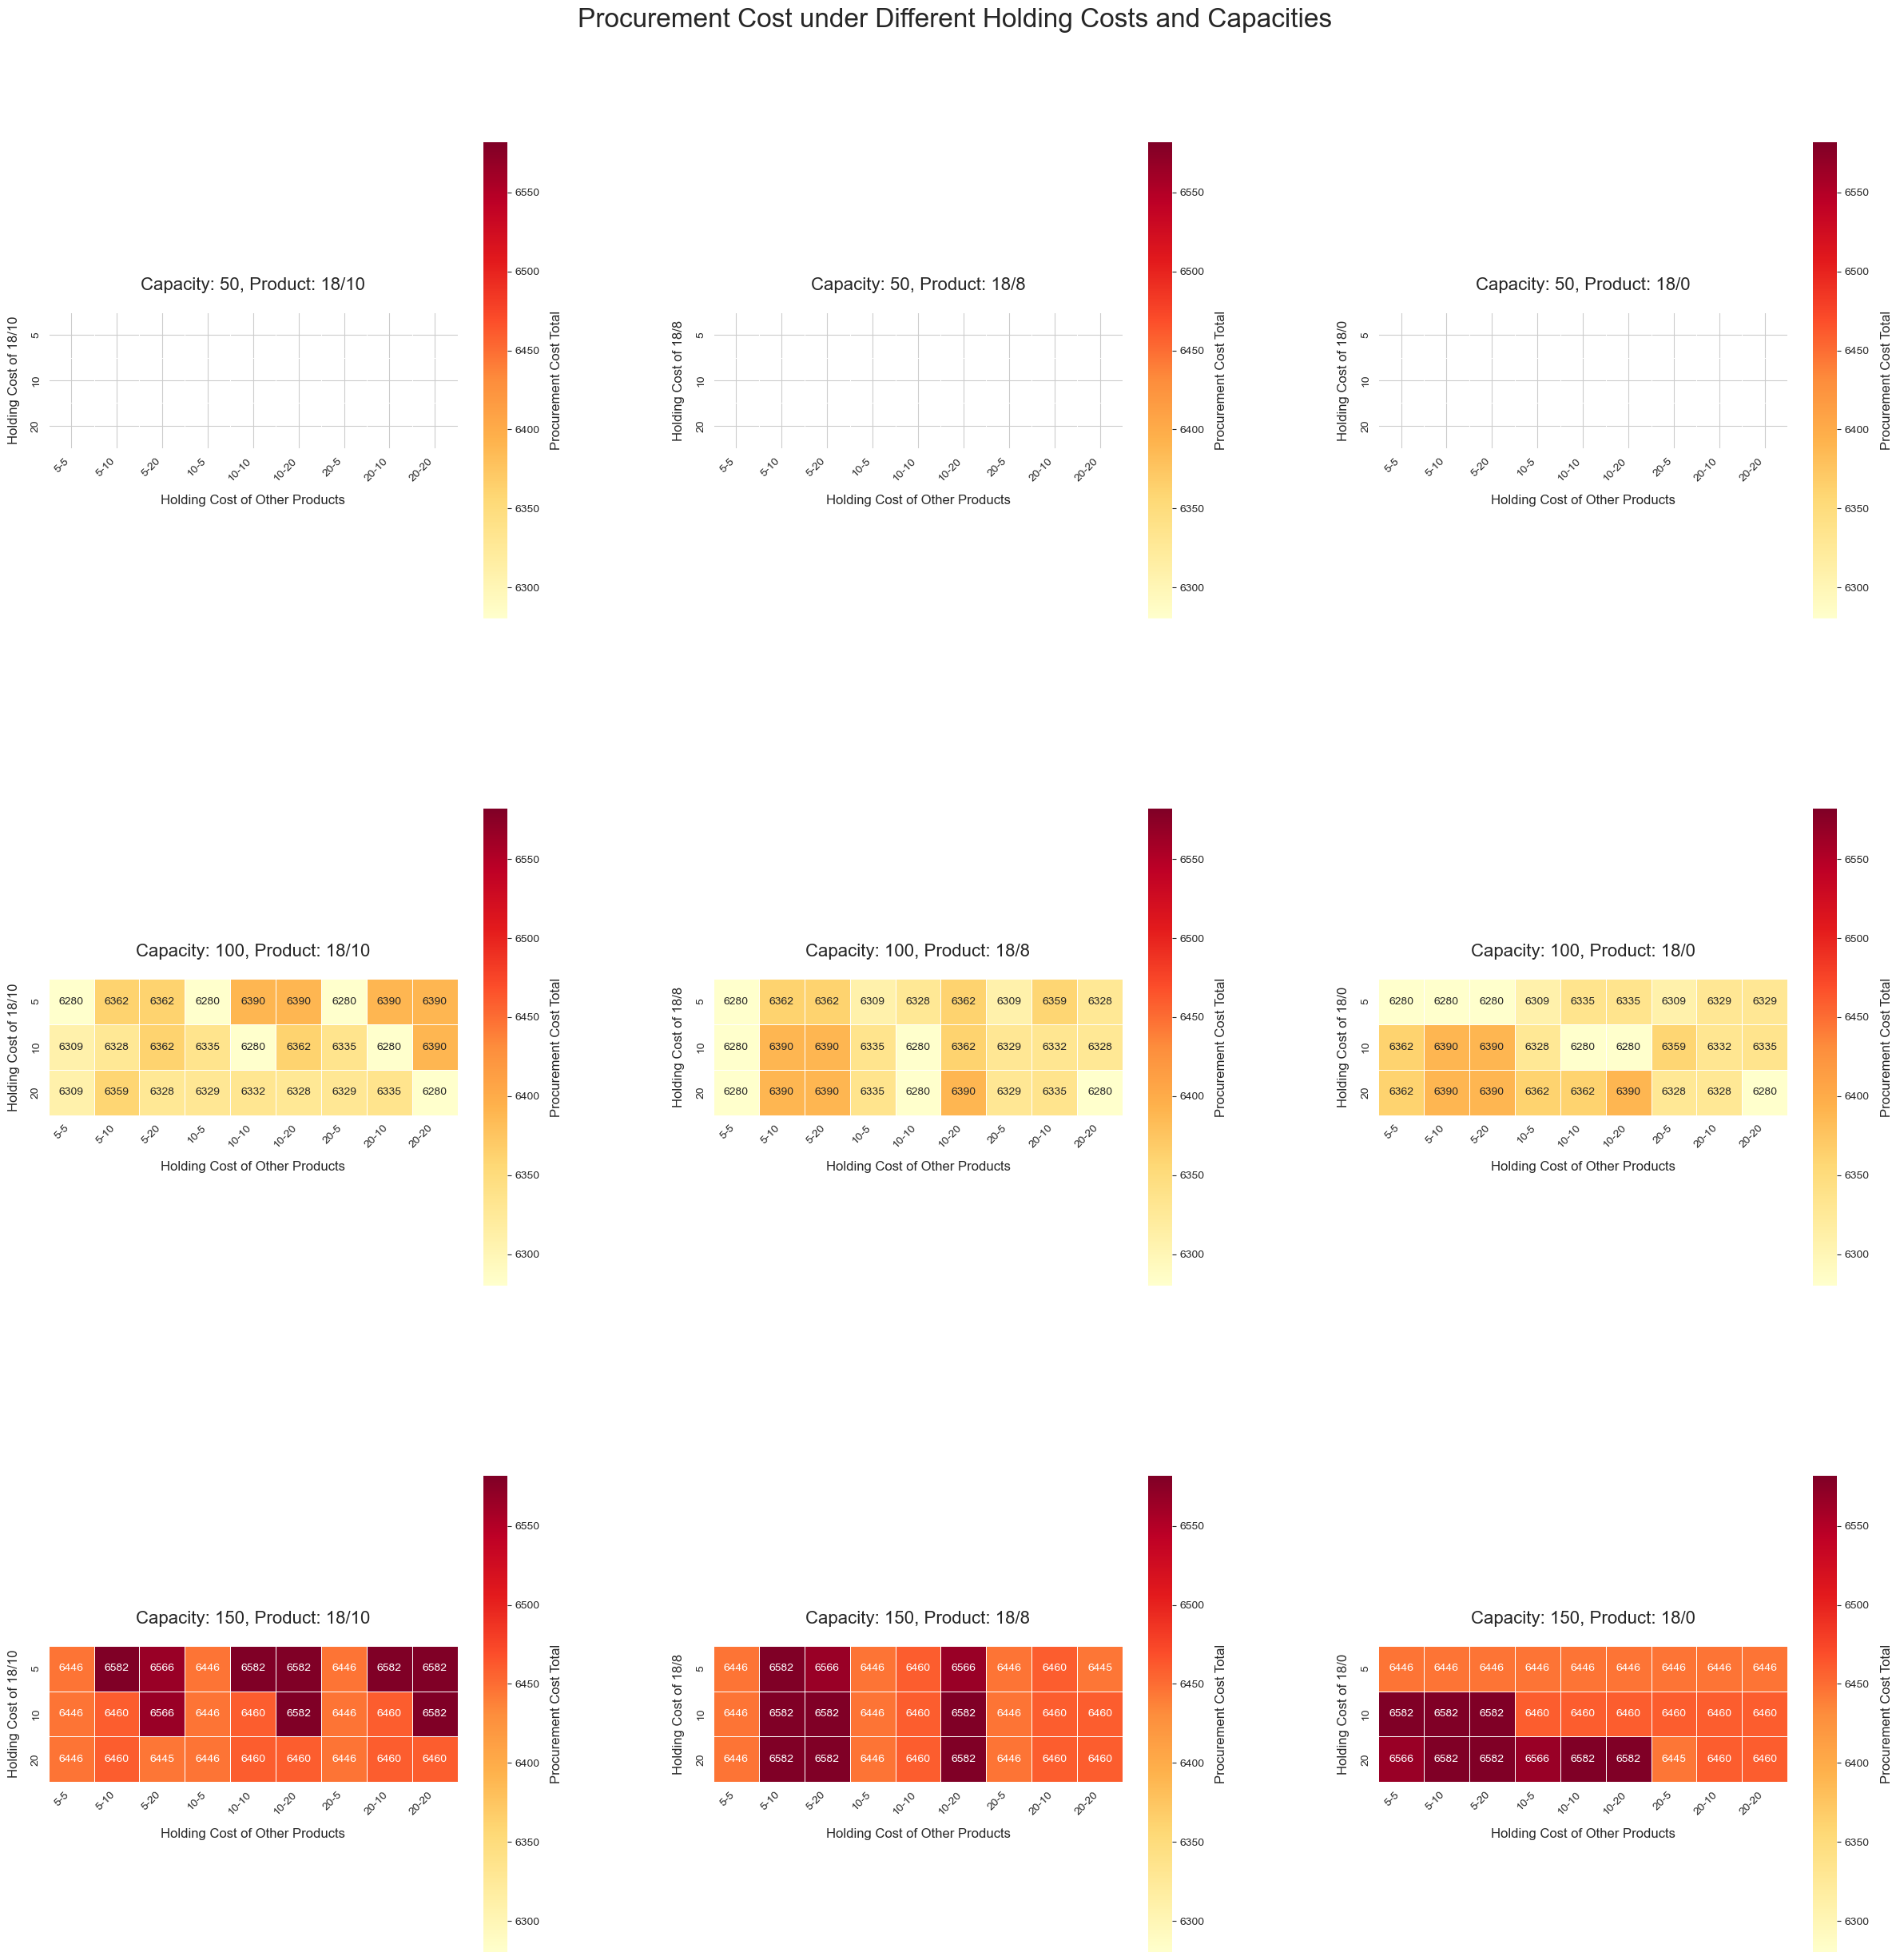 Procurement Cost under Different Holding Costs and Capacities
Capacity: 50, Product: 18/10
Holding Cost of 18/10
5
10
20
5-5 5-10 5-20 10-5 10-10 10-20 20-5 20-10 20-20
Holding Cost of Other Products
6550
6500
6450
6400
6350
6300
Procurement Cost Total
Capacity: 50, Product: 18/8
Holding Cost of 18/8
5
10
20
5-5 5-10 5-20 10-5 10-10 10-20 20-5 20-10 20-20
Holding Cost of Other Products
6550
6500
6450
6400
6350
6300
Procurement Cost Total
Capacity: 50, Product: 18/0
Holding Cost of 18/0
5
10
20
5-5 5-10 5-20 10-5 10-10 10-20 20-5 20-10 20-20
Holding Cost of Other Products
6550
6500
6450
6400
6350
6300
Procurement Cost Total
Capacity: 100, Product: 18/10
Holding Cost of 18/10
5 6280 6362 6362 6280 6390 6390 6280 6390 6390
10 6309 6328 6362 6335 6280 6362 6335 6280 6390
20 6309 6359 6328 6329 6332 6328 6329 6335 6280
5-5 5-10 5-20 10-5 10-10 10-20 20-5 20-10 20-20
Holding Cost of Other Products
6550
6500
6450
6400
6350
6300
Procurement Cost Total
Capacity: 100, Product: 18/8
Holding Cost of 18/8
5 6280 6362 6362 6309 6328 6362 6309 6359 6328
10 6280 6390 6390 6335 6280 6362 6329 6332 6328
20 6280 6390 6390 6335 6280 6390 6329 6335 6280
5-5 5-10 5-20 10-5 10-10 10-20 20-5 20-10 20-20
Holding Cost of Other Products
6550
6500
6450
6400
6350
6300
Procurement Cost Total
Capacity: 100, Product: 18/0
Holding Cost of 18/0
5 6280 6280 6280 6309 6335 6335 6309 6329 6329
10 6362 6390 6390 6328 6280 6280 6359 6332 6335
20 6362 6390 6390 6362 6362 6390 6328 6328 6280
5-5 5-10 5-20 10-5 10-10 10-20 20-5 20-10 20-20
Holding Cost of Other Products
6550
6500
6450
6400
6350
6300
Procurement Cost Total
Capacity: 150, Product: 18/10
Holding Cost of 18/10
5 6446 6582 6566 6446 6582 6582 6446 6582 6582
10 6446 6460 6566 6446 6460 6582 6446 6460 6582
20 6446 6460 6445 6446 6460 6460 6446 6460 6460
5-5 5-10 5-20 10-5 10-10 10-20 20-5 20-10 20-20
Holding Cost of Other Products
6550
6500
6450
6400
6350
6300
Procurement Cost Total
Capacity: 150, Product: 18/8
Holding Cost of 18/8
5 6446 6582 6566 6446 6460 6566 6446 6460 6445
10 6446 6582 6582 6446 6460 6582 6446 6460 6460
20 6446 6582 6582 6446 6460 6582 6446 6460 6460
5-5 5-10 5-20 10-5 10-10 10-20 20-5 20-10 20-20
Holding Cost of Other Products
6550
6500
6450
6400
6350
6300
Procurement Cost Total
Capacity: 150, Product: 18/0
Holding Cost of 18/0
5 6446 6446 6446 6446 6446 6446 6446 6446 6446
10 6582 6582 6582 6460 6460 6460 6460 6460 6460
20 6566 6582 6582 6566 6582 6582 6445 6460 6460
5-5 5-10 5-20 10-5 10-10 10-20 20-5 20-10 20-20
Holding Cost of Other Products
6550
6500
6450
6400
6350
6300
Procurement Cost Total